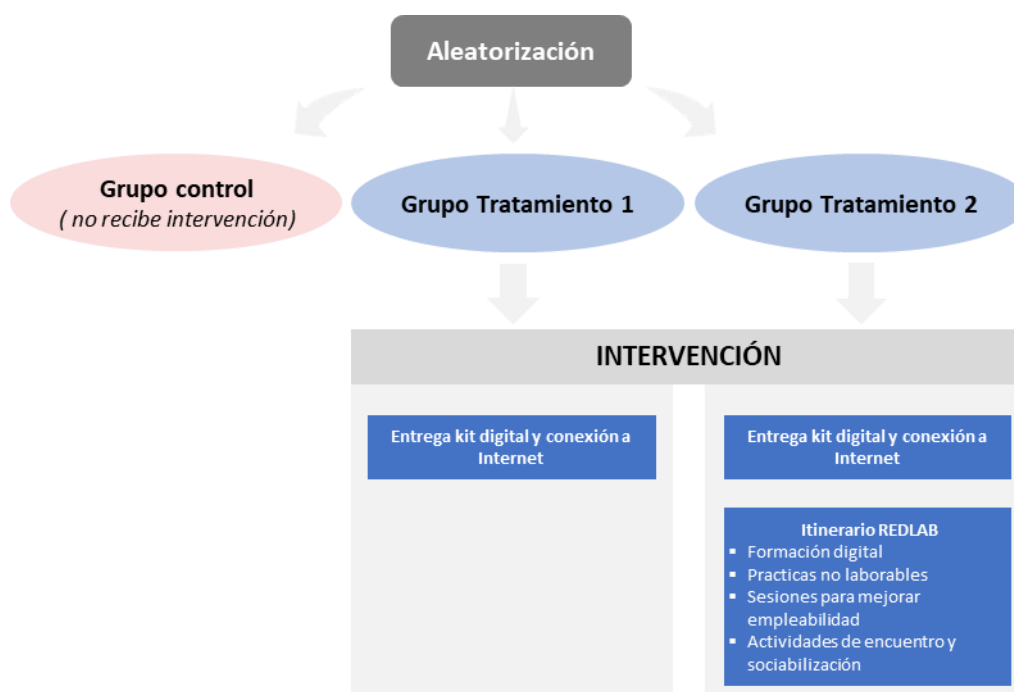 Aleatorización
Grupo control
( no recibe intervención)
Grupo Tratamiento 1
Grupo Tratamiento 2
INTERVENCIÓN
Entrega kit digital y conexión a
Internet
Entrega kit digital y conexión a
Internet
Itinerario REDLAB
▪ Formación digital
▪ Practicas no laborables
▪ Sesiones para mejorar
empleabilidad
▪ Actividades de encuentro y
sociabilización